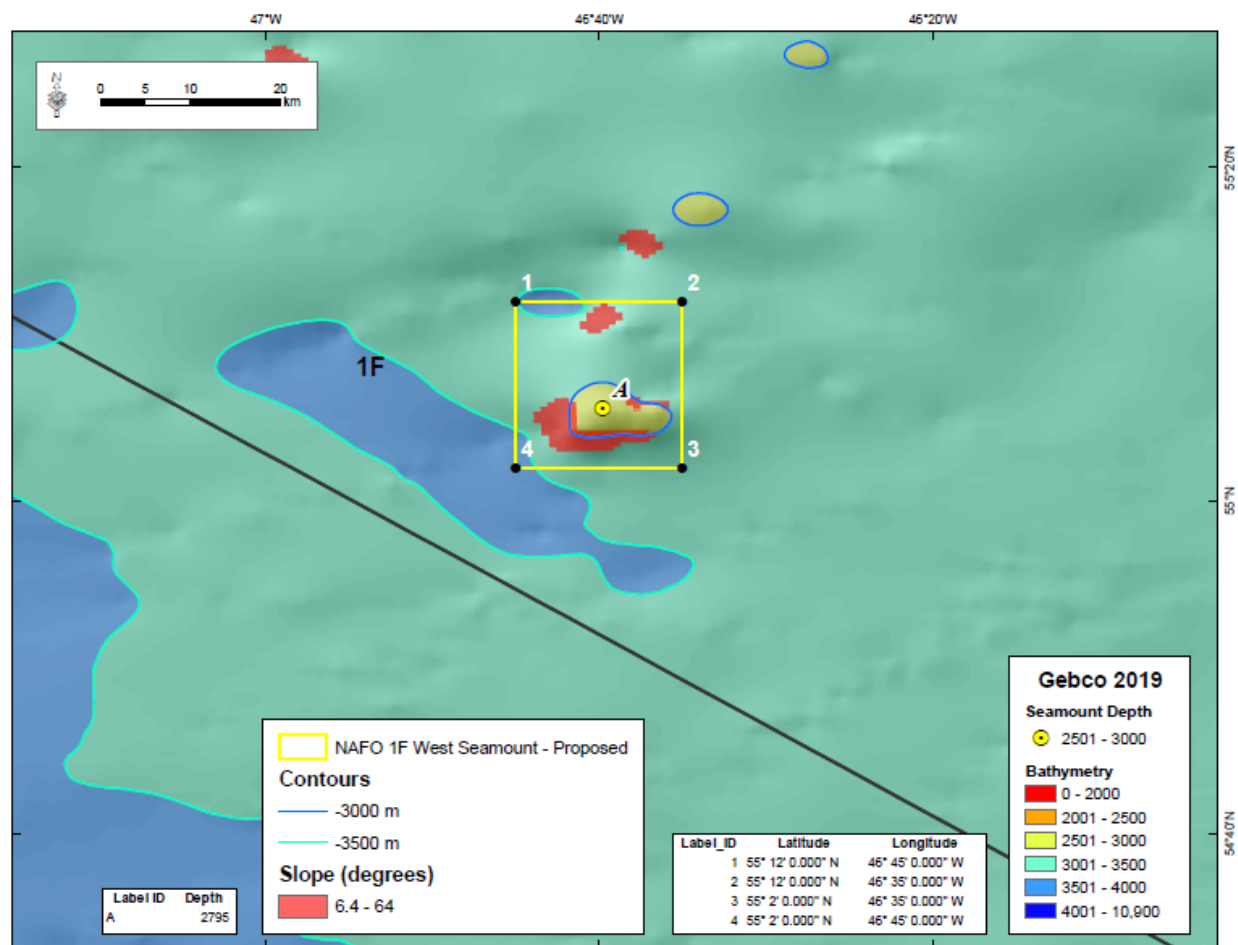 47°W 46°40'W 46°20'W
N
0 5 10 20
km
55°20'N
1 2
1F
A
4 3
55°N
54°40'N
NAFO 1F West Seamount - Proposed
Contours
-3000 m
-3500 m
Slope (degrees)
6.4 - 64
Label ID Depth
A 2795
Label_ID Latitude Longitude
1 55° 12' 0.000" N 46° 45' 0.000" W
2 55° 12' 0.000" N 46° 35' 0.000" W
3 55° 2' 0.000" N 46° 35' 0.000" W
4 55° 2' 0.000" N 46° 45' 0.000" W
Gebco 2019
Seamount Depth
2501 - 3000
Bathymetry
0 - 2000
2001 - 2500
2501 - 3000
3001 - 3500
3501 - 4000
4001 - 10,900